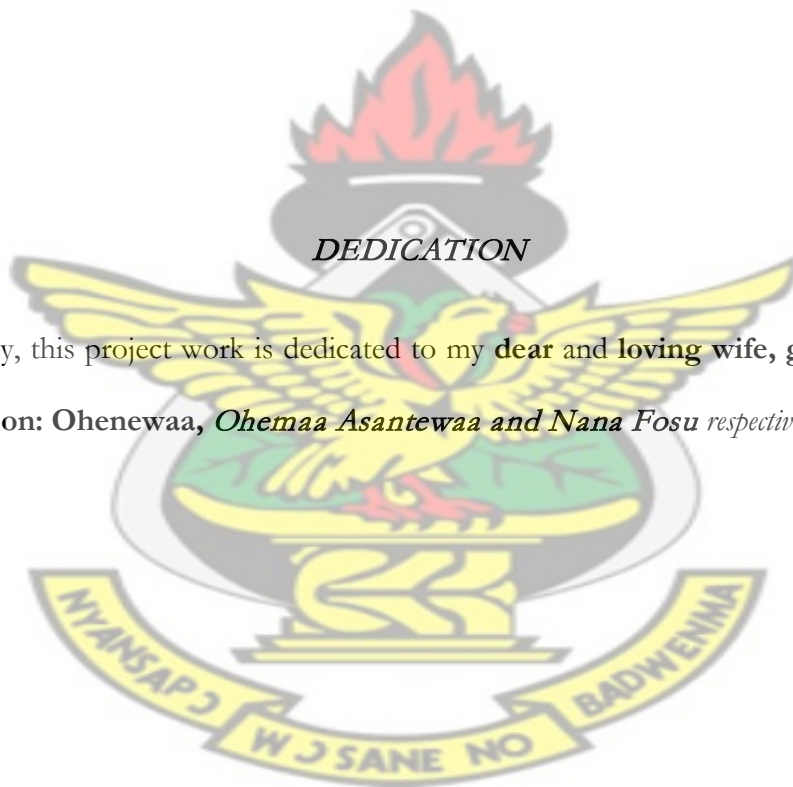 DEDICATION
y, this project work is dedicated to my dear and loving wife, g
on: Ohenewaa, Ohemaa Asantewaa and Nana Fosu respectiv
NYANSAPƆ
WƆSANE NO
BADWENMA